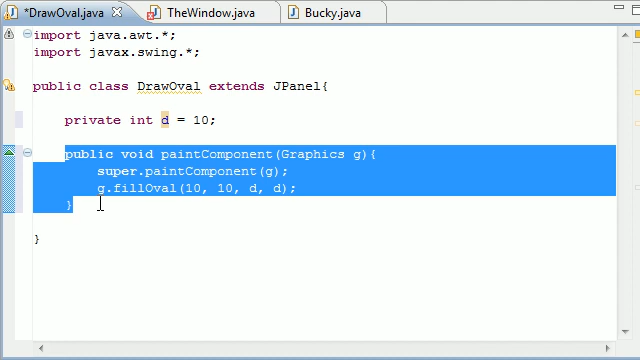 *DrawOval.java
TheWindow.java
Bucky.java
import java.awt.*;
import javax.swing.*;
public class DrawOval extends JPanel{
private int d = 10;
public void paintComponent(Graphics g){
super.paintComponent(g);
g.fillOval(10, 10, d, d);
}
}